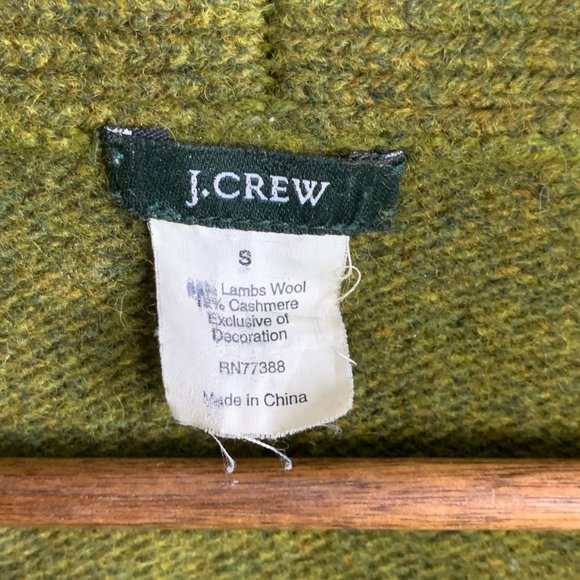 J.CREW
S
Lambs Wool
% Cashmere
Exclusive of
Decoration
RN77388
Made in China